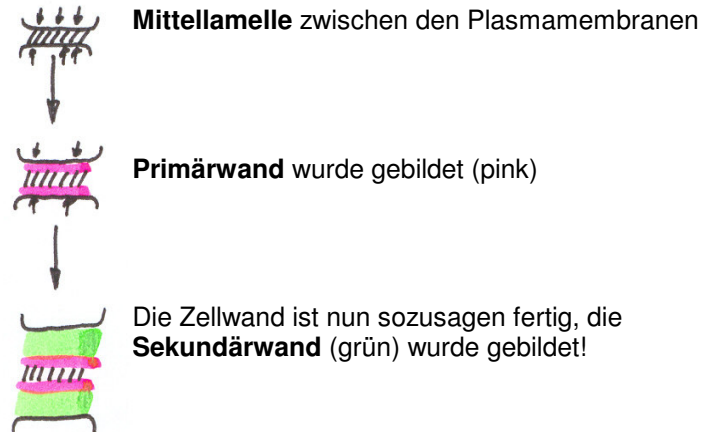 Mittellamelle zwischen den Plasmamembranen
Primärwand wurde gebildet (pink)
Die Zellwand ist nun sozusagen fertig, die
Sekundärwand (grün) wurde gebildet!